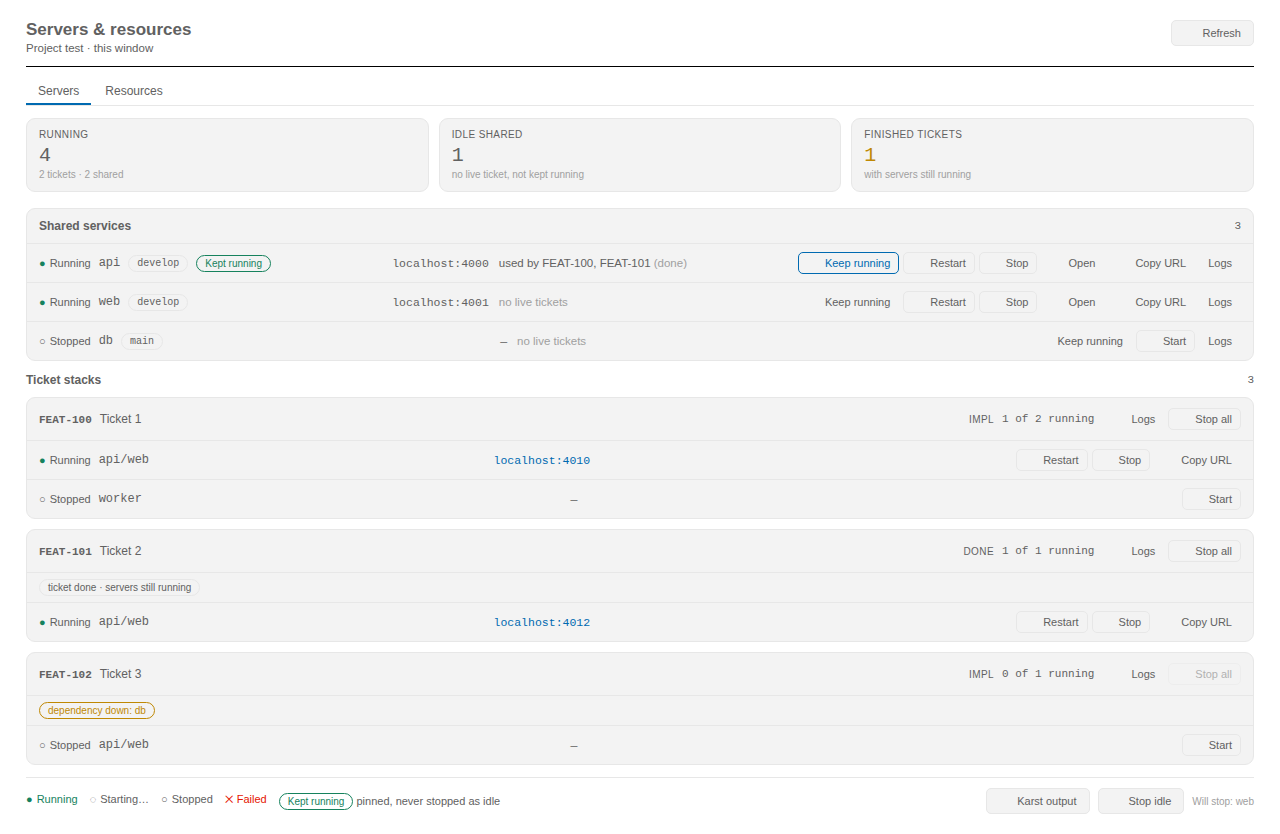 Servers & resources
Project test · this window
Refresh
Servers Resources
RUNNING
4
2 tickets · 2 shared
IDLE SHARED
1
no live ticket, not kept running
FINISHED TICKETS
1
with servers still running
Shared services 3
● Running api develop Kept running localhost:4000 used by FEAT-100, FEAT-101 (done) Keep running Restart Stop Open Copy URL Logs
● Running web develop localhost:4001 no live tickets Keep running Restart Stop Open Copy URL Logs
○ Stopped db main — no live tickets Keep running Start Logs
Ticket stacks 3
FEAT-100 Ticket 1 IMPL 1 of 2 running Logs Stop all
● Running api/web localhost:4010 Restart Stop Copy URL
○ Stopped worker — Start
FEAT-101 Ticket 2 DONE 1 of 1 running Logs Stop all
ticket done · servers still running
● Running api/web localhost:4012 Restart Stop Copy URL
FEAT-102 Ticket 3 IMPL 0 of 1 running Logs Stop all
dependency down: db
○ Stopped api/web — Start
● Running ◌ Starting… ○ Stopped ✕ Failed Kept running pinned, never stopped as idle Karst output Stop idle Will stop: web